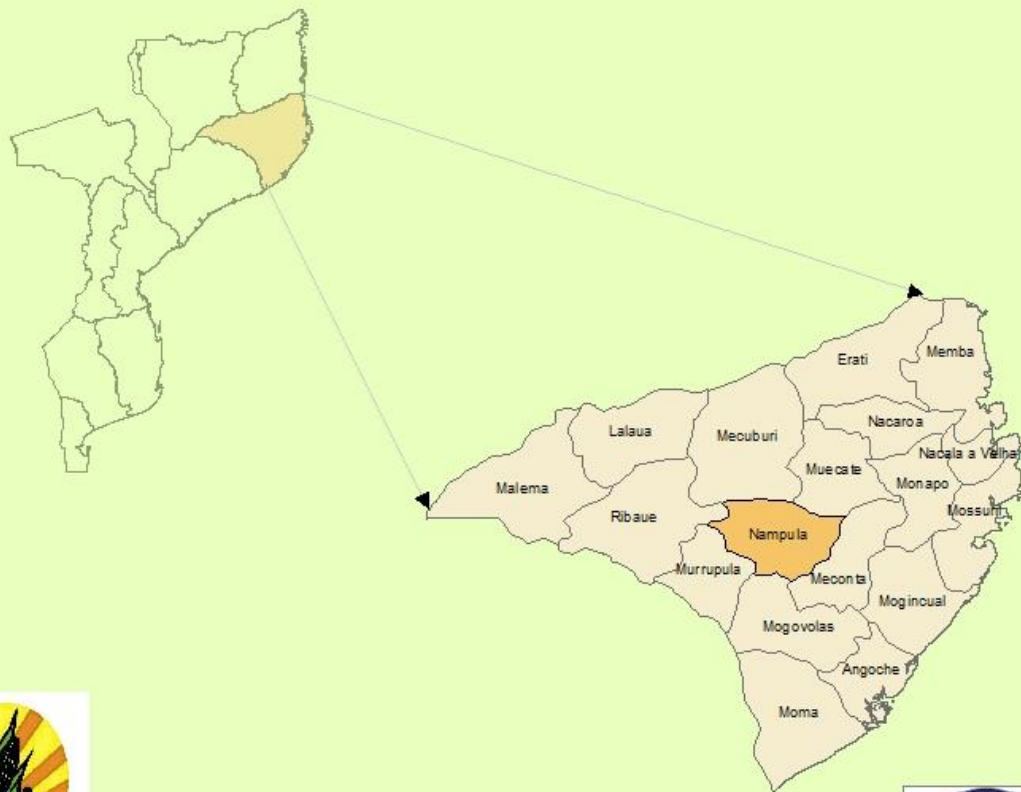 Memba
Erati
Nacaroa
Lalaua
Mecuburi
Nacala a Velha
Muecate
Monapo
Malema
Mossuril
Ribaue
Nampula
Murrupula
Meconta
Mogincual
Mogovolas
Angoche
Moma